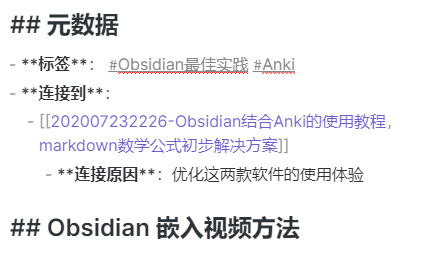 ## 元数据
- **标签**： #Obsidian最佳实践 #Anki
- **连接到**：
- [[202007232226-Obsidian结合Anki的使用教程，
markdown数学公式初步解决方案]]
- **连接原因**：优化这两款软件的使用体验
## Obsidian 嵌入视频方法